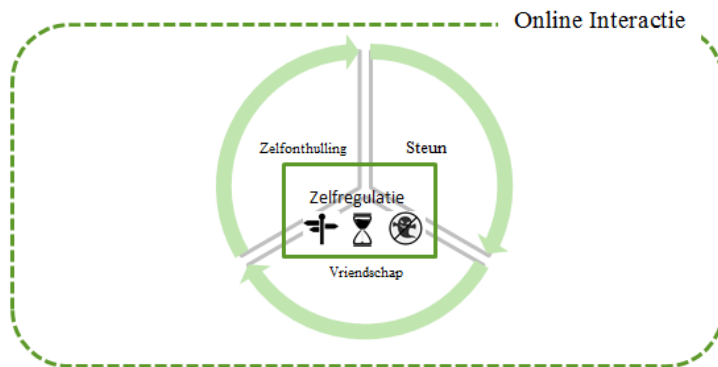 Online Interactie
Zelfonthulling
Steun
Zelfregulatie
Vriendschap